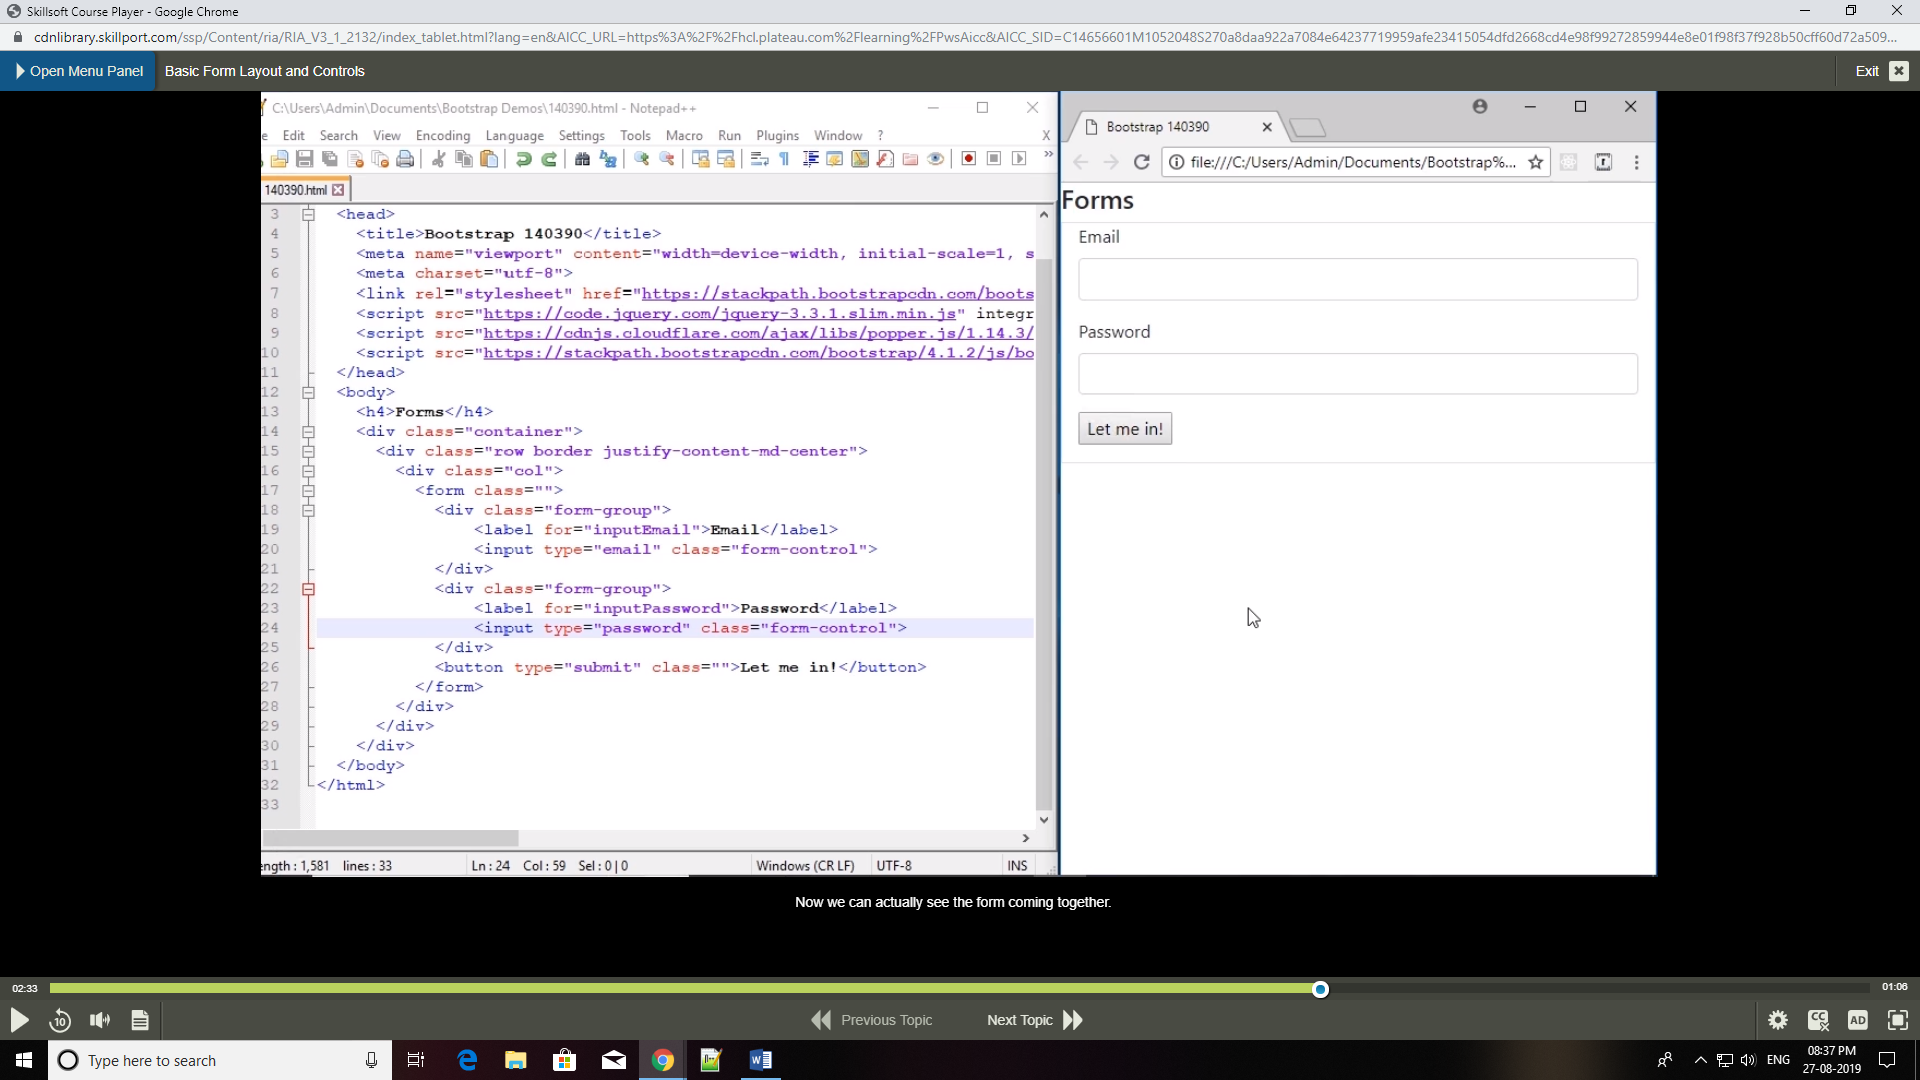 Skillsoft Course Player - Google Chrome
cdnlibrary.skillport.com/ssp/Content/ria/RIA_V3_1_2132/index_tablet.html?lang=en&AICC_URL=https%3A%2F%2Fhcl.plateau.com%2Flearning%2FPwsAicc&AICC_SID=C14656601M1052048S270a8daa922a7084e64237719959afe23415054dfd2668cd4e98f99272859944e8e01f98f37f928b50cff60d72a509...
Open Menu Panel Basic Form Layout and Controls Exit
C:\Users\Admin\Documents\Bootstrap Demos\140390.html - Notepad++
e Edit Search View Encoding Language Settings Tools Macro Run Plugins Window ? X
140390.html
3 <head>
4 <title>Bootstrap 140390</title>
5 <meta name="viewport" content="width=device-width, initial-scale=1, s
6 <meta charset="utf-8">
7 <link rel="stylesheet" href="https://stackpath.bootstrapcdn.com/boots
8 <script src="https://code.jquery.com/jquery-3.3.1.slim.min.js" integr
9 <script src="https://cdnjs.cloudflare.com/ajax/libs/popper.js/1.14.3/
10 <script src="https://stackpath.bootstrapcdn.com/bootstrap/4.1.2/js/bo
11 </head>
12 <body>
13 <h4>Forms</h4>
14 <div class="container">
15 <div class="row border justify-content-md-center">
16 <div class="col">
17 <form class="">
18 <div class="form-group">
19 <label for="inputEmail">Email</label>
20 <input type="email" class="form-control">
21 </div>
22 <div class="form-group">
23 <label for="inputPassword">Password</label>
24 <input type="password" class="form-control">
25 </div>
26 <button type="submit" class="">Let me in!</button>
27 </form>
28 </div>
29 </div>
30 </div>
31 </body>
32 </html>
33
ength : 1,581 lines : 33 Ln : 24 Col : 59 Sel : 0 | 0 Windows (CR LF) UTF-8 INS
Bootstrap 140390
file:///C:/Users/Admin/Documents/Bootstrap%...
Forms
Email
Password
Let me in!
Now we can actually see the form coming together.
02:33 01:06
10 Previous Topic Next Topic CC AD
Type here to search ENG 08:37 PM
27-08-2019